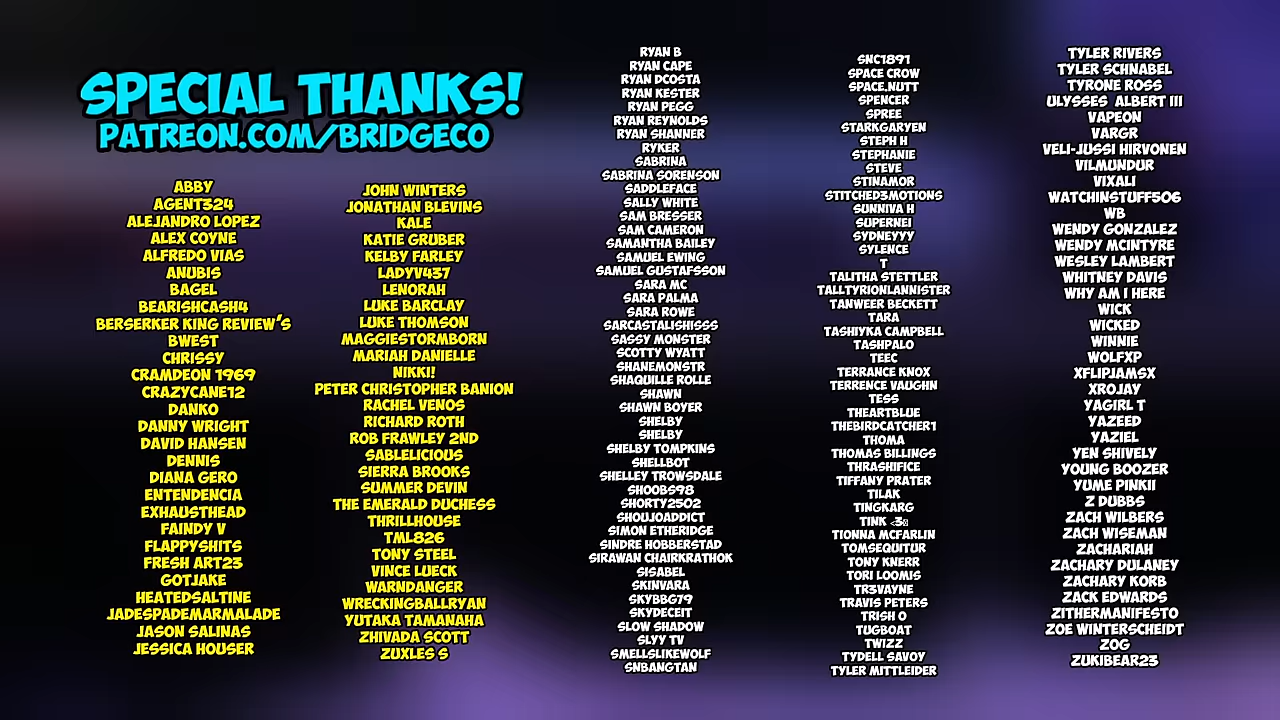 SPECIAL THANKS!
PATREON.COM/BRIDGECO
ABBY
AGENT324
ALEJANDRO LOPEZ
ALEX COYNE
ALFREDO VIAS
ANUBIS
BAGEL
BEARISHCASH4
BERSERKER KING REVIEW'S
BWEST
CHRISSY
CRAMDEON 1969
CRAZYCANE12
DANKO
DANNY WRIGHT
DAVID HANSEN
DENNIS
DIANA GERO
ENTENDENCIA
EXHAUSTHEAD
FAINDY V
FLAPPYSHITS
FRESH ART23
GOTJAKE
HEATEDSALTINE
JADESPADEMARMALADE
JASON SALINAS
JESSICA HOUSER
JOHN WINTERS
JONATHAN BLEVINS
KALE
KATIE GRUBER
KELBY FARLEY
LADYV437
LENORAH
LUKE BARCLAY
LUKE THOMSON
MAGGIESTORMBORN
MARIAH DANIELLE
NIKKI!
PETER CHRISTOPHER BANION
RACHEL VENOS
RICHARD ROTH
ROB FRAWLEY 2ND
SABLELICIOUS
SIERRA BROOKS
SUMMER DEVIN
THE EMERALD DUCHESS
THRILLHOUSE
TML826
TONY STEEL
VINCE LUECK
WARNDANGER
WRECKINGBALLRYAN
YUTAKA TAMANAHA
ZHIVADA SCOTT
ZUXLES S
RYAN B
RYAN CAPE
RYAN DCOSTA
RYAN KESTER
RYAN PEGG
RYAN REYNOLDS
RYAN SHANNER
RYKER
SABRINA
SABRINA SORENSON
SADDLEFACE
SALLY WHITE
SAM BRESSER
SAM CAMERON
SAMANTHA BAILEY
SAMUEL EWING
SAMUEL GUSTAFSSON
SARA MC
SARA PALMA
SARA ROWE
SARCASTALISHISSS
SASSY MONSTER
SCOTTY WYATT
SHANEMONSTR
SHAQUILLE ROLLE
SHAWN
SHAWN BOYER
SHELBY
SHELBY
SHELBY TOMPKINS
SHELLBOT
SHELLEY TROWSDALE
SHOOBS98
SHORTY2502
SHOUJOADDICT
SIMON ETHERIDGE
SINDRE HOBBERSTAD
SIRAWAN CHAIRKRATHOK
SISABEL
SKINVARA
SKYBBG79
SKYDECEIT
SLOW SHADOW
SLYY TV
SMELLSLIKEWOLF
SNBANGTAN
SNC1891
SPACE CROW
SPACE.NUTT
SPENCER
SPREE
STARKGARYEN
STEPH H
STEPHANIE
STEVE
STINAMOR
STITCHED3MOTIONS
SUNNIVA H
SUPERNEI
SYDNEYYY
SYLENCE
T
TALITHA STETTLER
TALLTYRIONLANNISTER
TANWEER BECKETT
TARA
TASHIYKA CAMPBELL
TASHPALO
TEEC
TERRANCE KNOX
TERRENCE VAUGHN
TESS
THEARTBLUE
THEBIRDCATCHER1
THOMA
THOMAS BILLINGS
THRASHIFICE
TIFFANY PRATER
TILAK
TINGKARG
TINK <3
TIONNA MCFARLIN
TOMSEQUITUR
TONY KNERR
TORI LOOMIS
TR3VAYNE
TRAVIS PETERS
TRISH O
TUGBOAT
TWIZZ
TYDELL SAVOY
TYLER MITTLEIDER
TYLER RIVERS
TYLER SCHNABEL
TYRONE ROSS
ULYSSES ALBERT III
VAPEON
VARGR
VELI-JUSSI HIRVONEN
VILMUNDUR
VIXALI
WATCHINSTUFF506
WB
WENDY GONZALEZ
WENDY MCINTYRE
WESLEY LAMBERT
WHITNEY DAVIS
WHY AM I HERE
WICK
WICKED
WINNIE
WOLFXP
XFLIPJAMSX
XROJAY
YAGIRL T
YAZEED
YAZIEL
YEN SHIVELY
YOUNG BOOZER
YUME PINKII
Z DUBBS
ZACH WILBERS
ZACH WISEMAN
ZACHARIAH
ZACHARY DULANEY
ZACHARY KORB
ZACK EDWARDS
ZITHERMANIFESTO
ZOE WINTERSCHEIDT
ZOG
ZUKIBEAR23